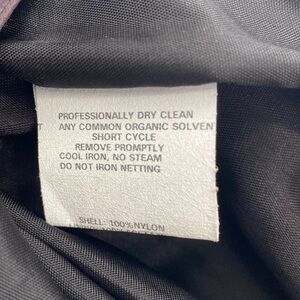 PROFESSIONALLY DRY CLEAN
ANY COMMON ORGANIC SOLVENT
SHORT CYCLE
REMOVE PROMPTLY
COOL IRON, NO STEAM
DO NOT IRON NETTING
SHELL: 100% NYLON